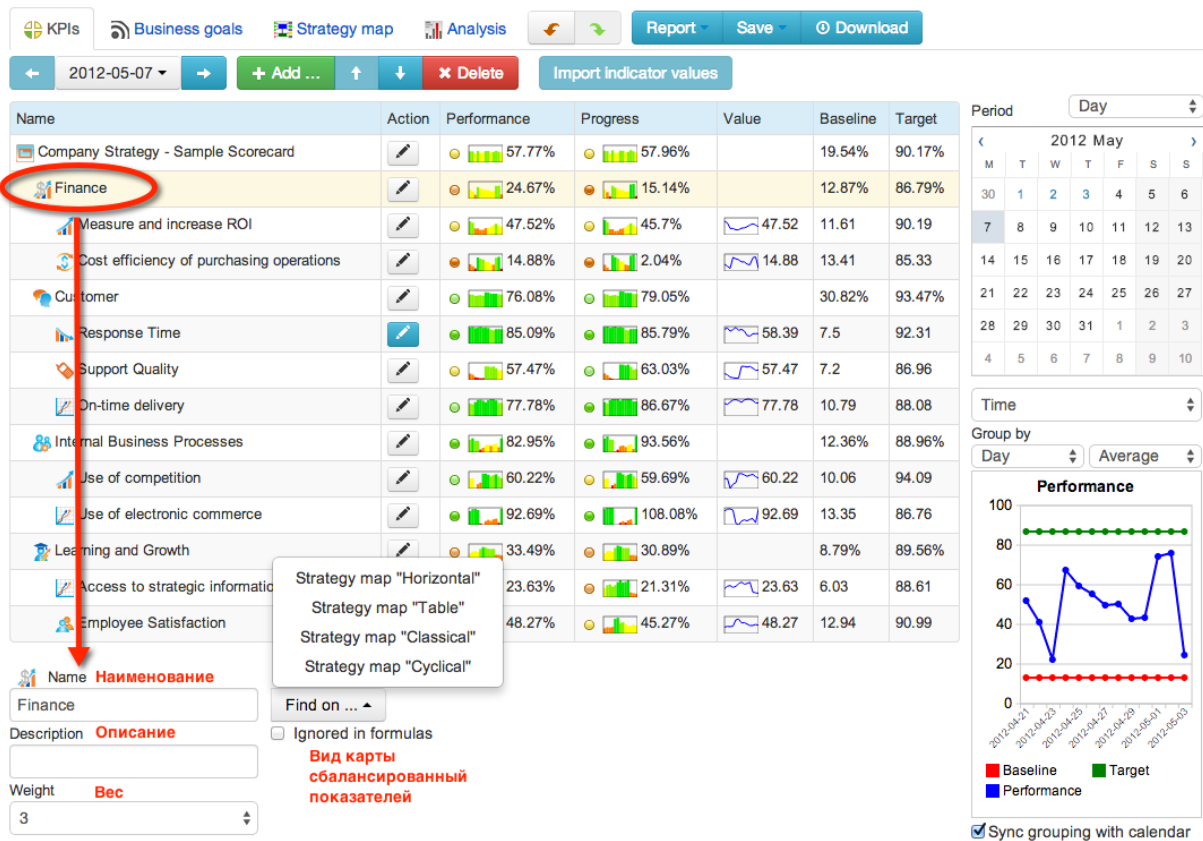 KPIs Business goals Strategy map Analysis Report Save Download
2012-05-07 + Add ... Delete Import indicator values
Name Action Performance Progress Value Baseline Target
Company Strategy - Sample Scorecard 57.77% 57.96% 19.54% 90.17%
Finance 24.67% 15.14% 12.87% 86.79%
Measure and increase ROI 47.52% 45.7% 47.52 11.61 90.19
Cost efficiency of purchasing operations 14.88% 2.04% 14.88 13.41 85.33
Customer 76.08% 79.05% 30.82% 93.47%
Response Time 85.09% 85.79% 58.39 7.5 92.31
Support Quality 57.47% 63.03% 57.47 7.2 86.96
On-time delivery 77.78% 86.67% 77.78 10.79 88.08
Internal Business Processes 82.95% 93.56% 12.36% 88.96%
Use of competition 60.22% 59.69% 60.22 10.06 94.09
Use of electronic commerce 92.69% 108.08% 92.69 13.35 86.76
Learning and Growth 33.49% 30.89% 8.79% 89.56%
Access to strategic informatio 23.63% 21.31% 23.63 6.03 88.61
Employee Satisfaction 48.27% 45.27% 48.27 12.94 90.99
Strategy map "Horizontal"
Strategy map "Table"
Strategy map "Classical"
Strategy map "Cyclical"
Name Наименование
Finance
Find on ...
Description Описание
Ignored in formulas
Вид карты
сбалансированный
показателей
Weight Вес
3
Period Day
2012 May
M T W T F S S
30 1 2 3 4 5 6
7 8 9 10 11 12 13
14 15 16 17 18 19 20
21 22 23 24 25 26 27
28 29 30 31 1 2 3
4 5 6 7 8 9 10
Time
Group by
Day Average
Performance
100
80
60
40
20
0
2012-04-21 2012-04-23 2012-04-25 2012-04-27 2012-04-29 2012-05-01 2012-05-03
Baseline Target
Performance
Sync grouping with calendar